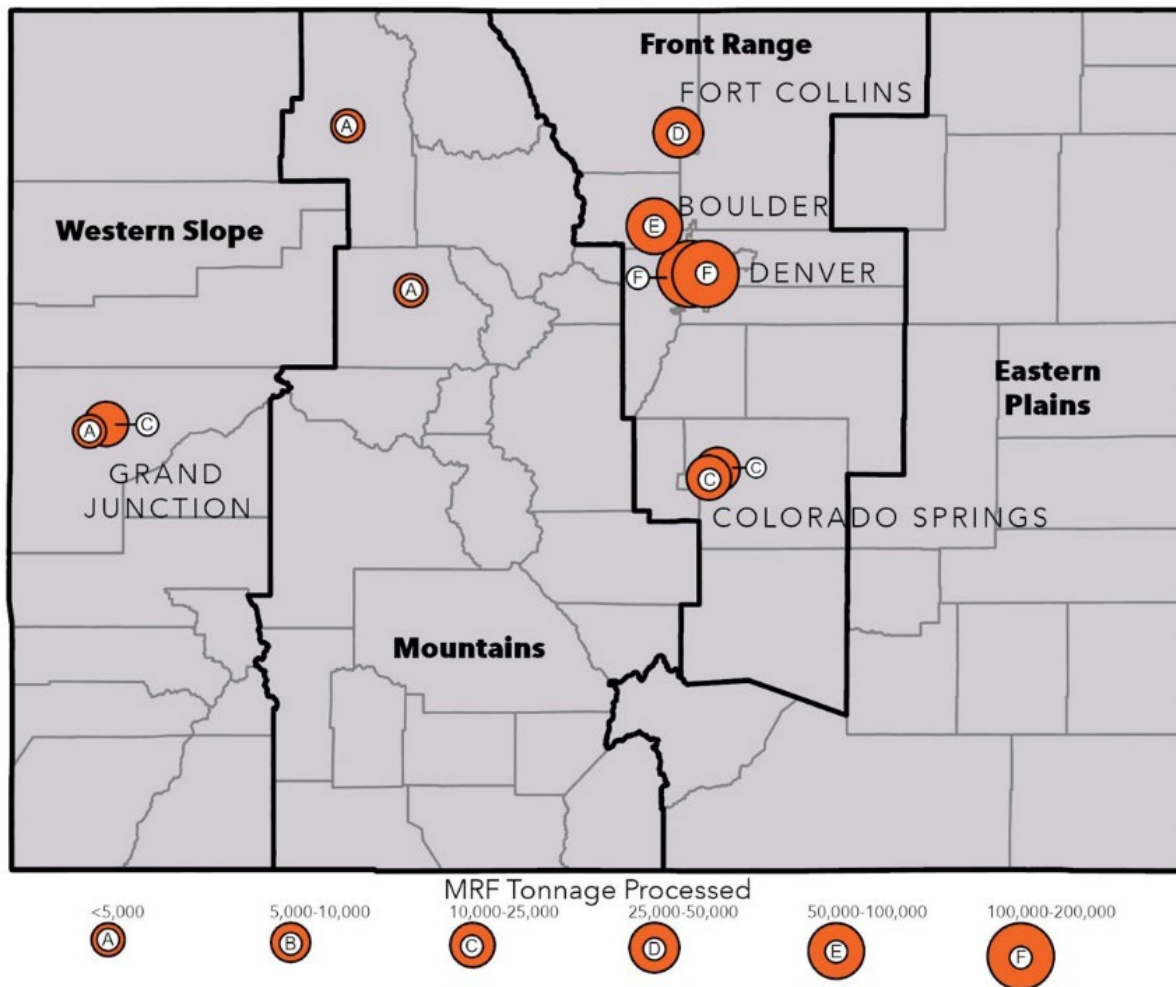 Front Range
FORT COLLINS
A
D
BOULDER
Western Slope
E
F
F
DENVER
A
Eastern
Plains
A
C
GRAND
JUNCTION
C
C
COLORADO SPRINGS
Mountains
MRF Tonnage Processed
<5,000
5,000-10,000
10,000-25,000
25,000-50,000
50,000-100,000
100,000-200,000
A
B
C
D
E
F